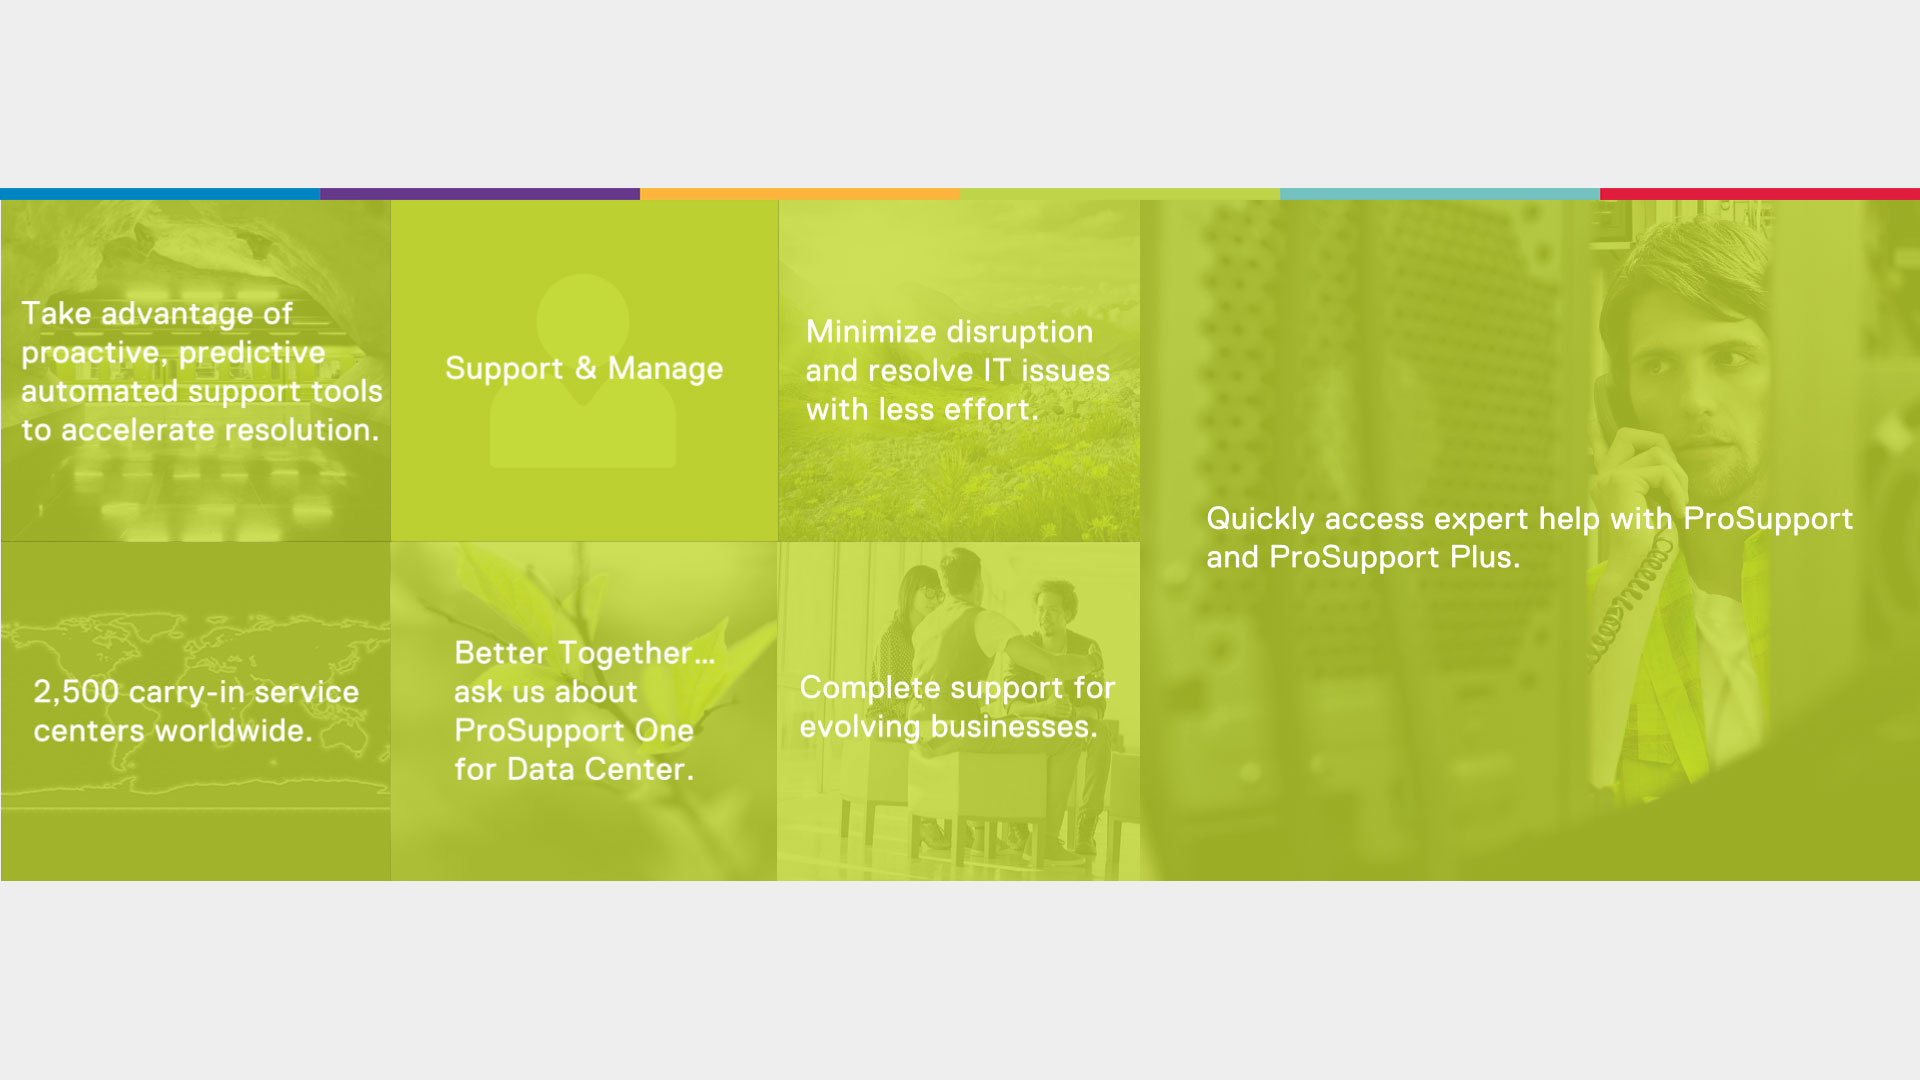 Take advantage of
proactive, predictive
automated support tools
to accelerate resolution.
Support & Manage
Minimize disruption
and resolve IT issues
with less effort.
Quickly access expert help with ProSupport
and ProSupport Plus.
2,500 carry-in service
centers worldwide.
Better Together...
ask us about
ProSupport One
for Data Center.
Complete support for
evolving businesses.